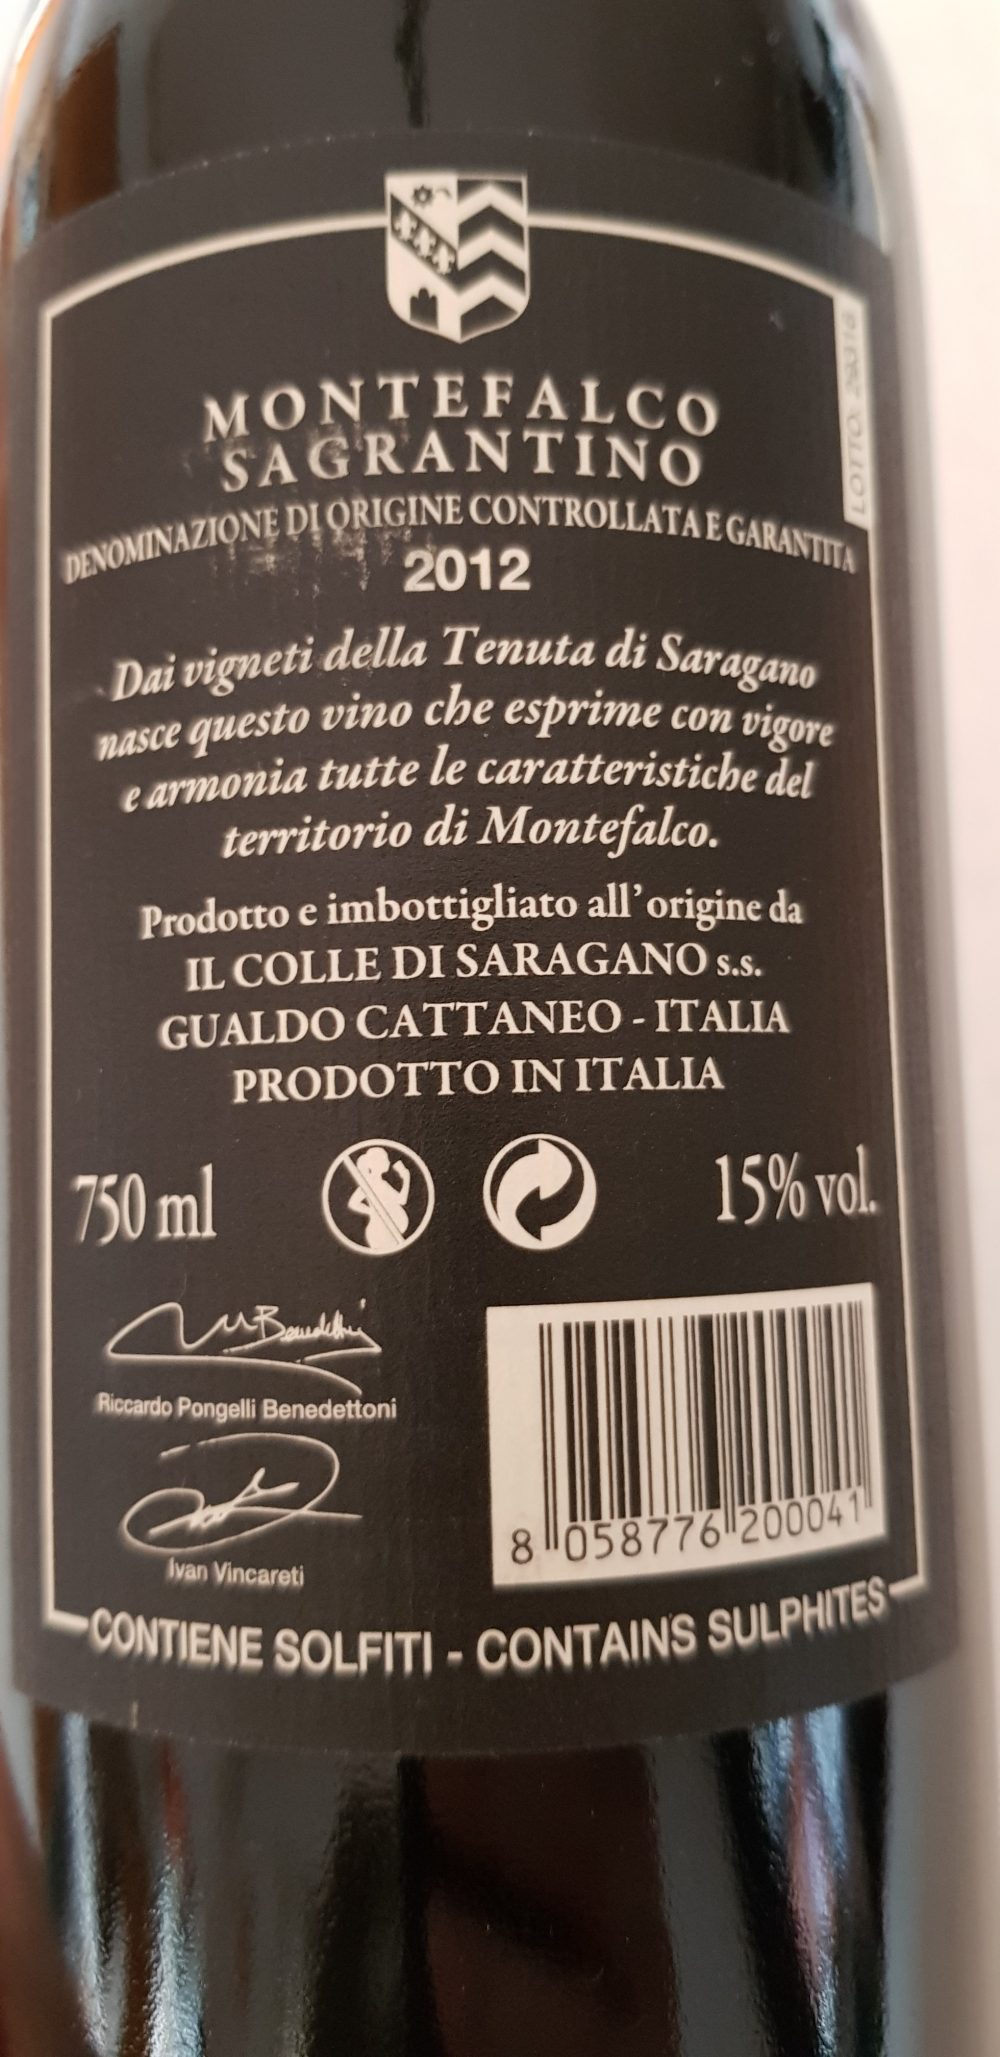 MONTEFALCO
SAGRANTINO
DENOMINAZIONE DI ORIGINE CONTROLLATA E GARANTITA
2012
Dai vigneti della Tenuta di Saragano
nasce questo vino che esprime con vigore
e armonia tutte le caratteristiche del
territorio di Montefalco.
Prodotto e imbottigliato all'origine da
IL COLLE DI SARAGANO s.s.
GUALDO CATTANEO - ITALIA
PRODOTTO IN ITALIA
750 ml
15% vol.
Riccardo Pongelli Benedettoni
Ivan Vincareti
8 058776 200041
CONTIENE SOLFITI - CONTAINS SULPHITES
LOTTO: